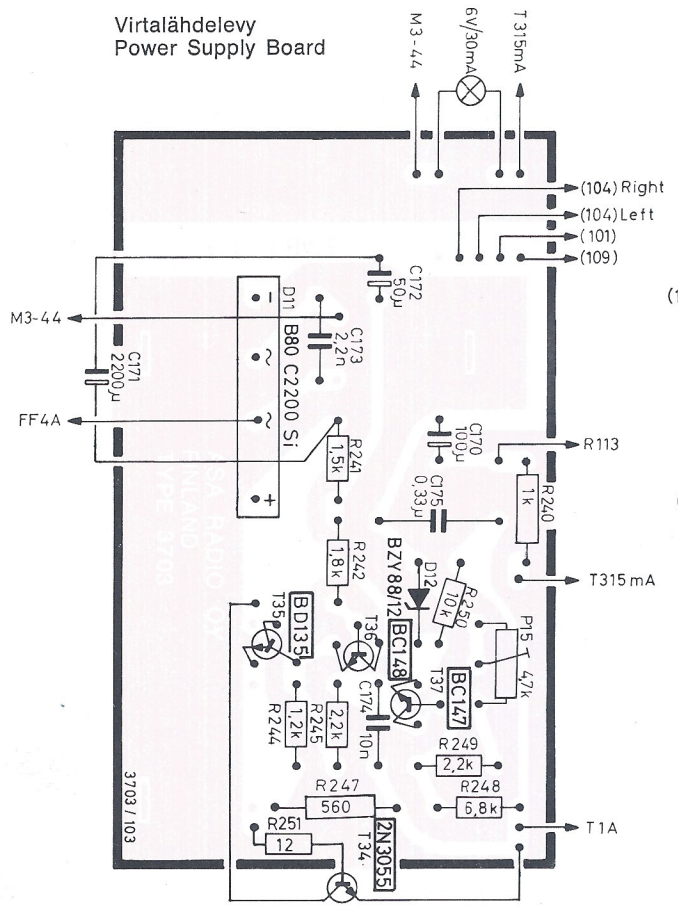 Virtalähdelevy
Power Supply Board
M3-44
6V/30mA
T315mA
(104) Right
(104) Left
(101)
(109)
C172
50µ
D11
B80 C2200 Si
−
~
~
+
C173
2,2n
M3-44
C171
2200µ
FF4A
R241
1,5k
C170
100µ
R113
C175
0,33µ
R240
1k
R242
1,8k
BZY88/12
D12
R250
10k
T315mA
T35
BD135
T36
BC148
P15
4,7k
T37
BC147
R244
1,2k
R245
2,2k
C174
10n
R249
2,2k
R247
560
R248
6,8k
3703/103
R251
12
T34
2N3055
T1A
ASA RADIO OY
FINLAND
TYPE 3703